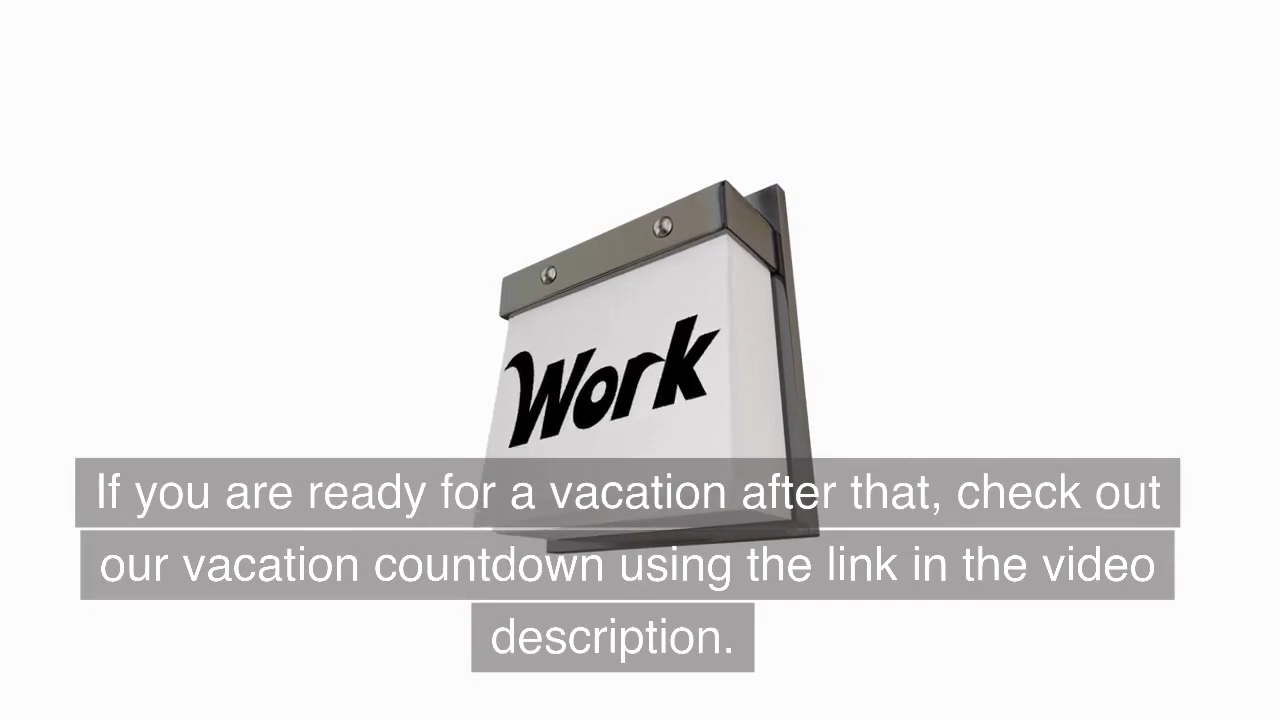 Work
If you are ready for a vacation after that, check out
our vacation countdown using the link in the video
description.